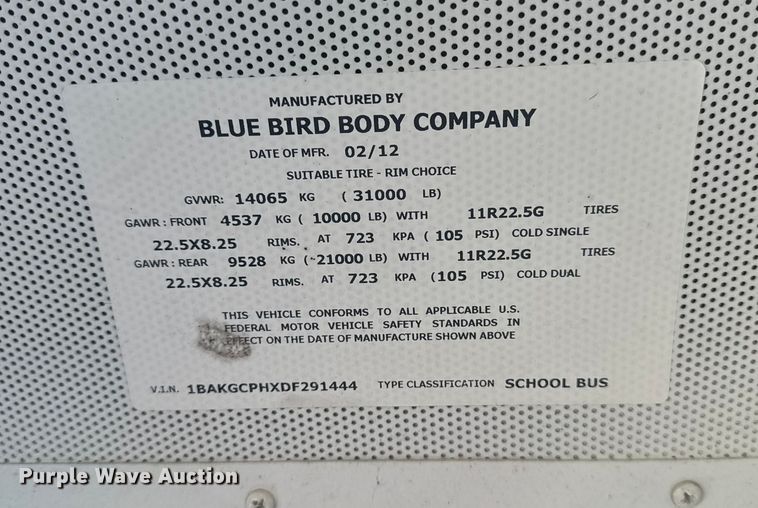 MANUFACTURED BY
BLUE BIRD BODY COMPANY
DATE OF MFR. 02/12
SUITABLE TIRE - RIM CHOICE
GVWR: 14065 KG ( 31000 LB)
GAWR : FRONT 4537 KG ( 10000 LB) WITH 11R22.5G TIRES
22.5X8.25 RIMS. AT 723 KPA ( 105 PSI) COLD SINGLE
GAWR : REAR 9528 KG (~21000 LB) WITH 11R22.5G TIRES
22.5X8.25 RIMS. AT 723 KPA (105 PSI) COLD DUAL
THIS VEHICLE CONFORMS TO ALL APPLICABLE U.S.
FEDERAL MOTOR VEHICLE SAFETY STANDARDS IN
EFFECT ON THE DATE OF MANUFACTURE SHOWN ABOVE
V.I.N. 1BAKGCPHXDF291444 TYPE CLASSIFICATION SCHOOL BUS
Purple Wave Auction